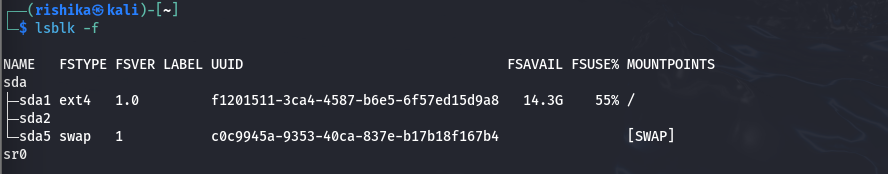 ┌──(rishika㉿kali)-[~]
└─$ lsblk -f
NAME   FSTYPE FSVER LABEL UUID                                 FSAVAIL FSUSE% MOUNTPOINTS
sda
├─sda1 ext4   1.0         f1201511-3ca4-4587-b6e5-6f57ed15d9a8   14.3G    55% /
├─sda2
└─sda5 swap   1           c0c9945a-9353-40ca-837e-b17b18f167b4                [SWAP]
sr0